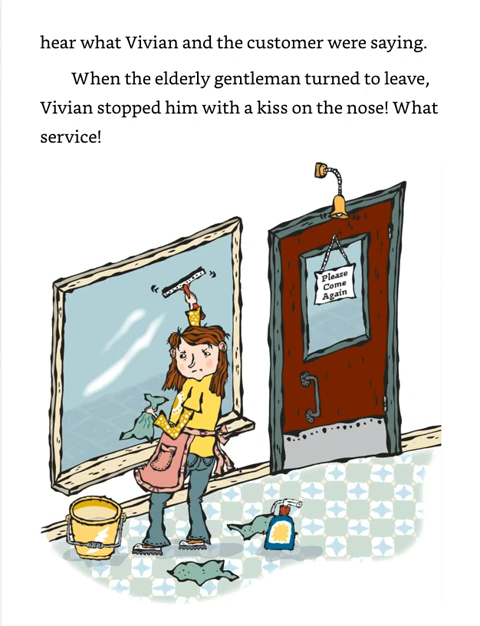 hear what Vivian and the customer were saying.
When the elderly gentleman turned to leave,
Vivian stopped him with a kiss on the nose! What
service!
Please
Come
Again